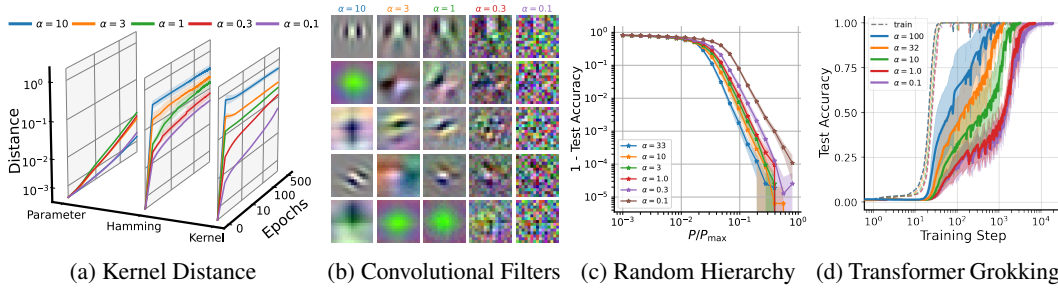 α = 10 α = 3 α = 1 α = 0.3 α = 0.1
Distance
10⁰
10⁻¹
10⁻²
10⁻³
Parameter
Hamming
Kernel
0
10
100
500
Epochs
(a) Kernel Distance
α = 10 α = 3 α = 1 α = 0.3 α = 0.1
(b) Convolutional Filters
1 - Test Accuracy
10⁰
10⁻¹
10⁻²
10⁻³
10⁻⁴
10⁻⁵
α = 33
α = 10
α = 3
α = 1.0
α = 0.3
α = 0.1
10⁻³ 10⁻² 10⁻¹ 10⁰
P/Pmax
(c) Random Hierarchy
Test Accuracy
1.00
0.75
0.50
0.25
0.00
train
α = 100
α = 32
α = 10
α = 1.0
α = 0.1
10⁰ 10¹ 10² 10³ 10⁴
Training Step
(d) Transformer Grokking